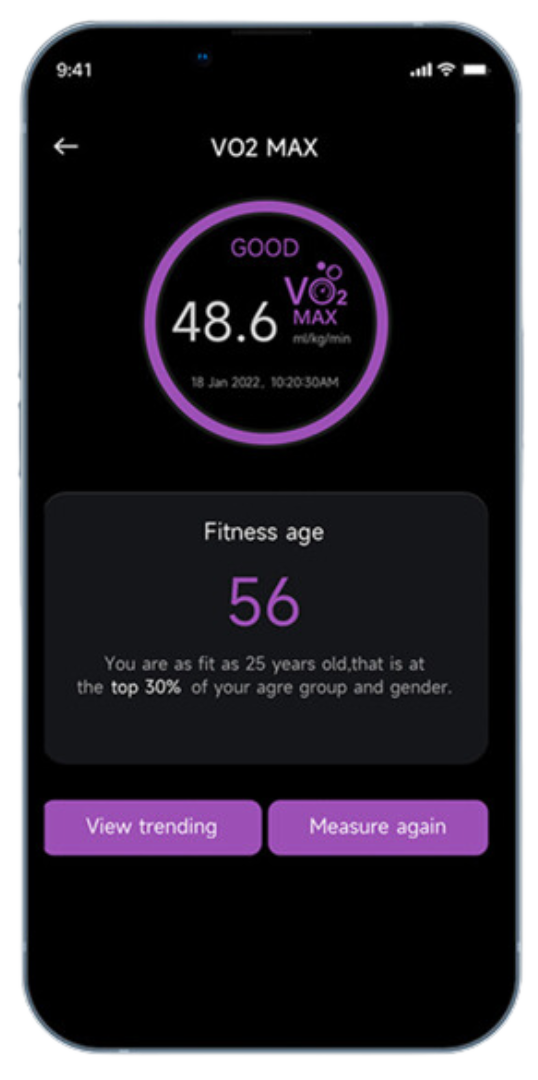 9:41
VO2 MAX
GOOD
48.6
VO2
MAX
ml/kg/min
18 Jan 2022, 10:20:30AM
Fitness age
56
You are as fit as 25 years old,that is at
the top 30% of your agre group and gender.
View trending
Measure again